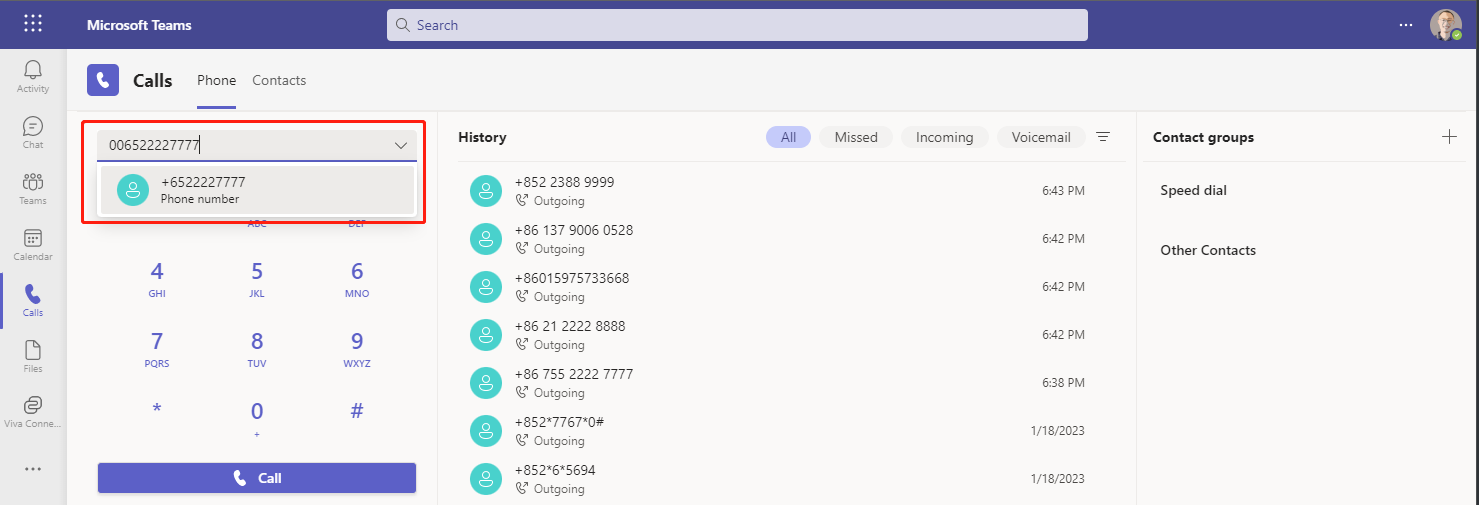 Microsoft Teams
Search
Activity
Chat
Teams
Calendar
Calls
Files
Viva Conne...
Calls
Phone
Contacts
006522227777
+6522227777
Phone number
ABC
DEF
4
GHI
5
JKL
6
MNO
7
PQRS
8
TUV
9
WXYZ
*
0
+
#
Call
History
All
Missed
Incoming
Voicemail
+852 2388 9999
Outgoing
6:43 PM
+86 137 9006 0528
Outgoing
6:42 PM
+86015975733668
Outgoing
6:42 PM
+86 21 2222 8888
Outgoing
6:42 PM
+86 755 2222 7777
Outgoing
6:38 PM
+852*7767*0#
Outgoing
1/18/2023
+852*6*5694
Outgoing
1/18/2023
Contact groups
Speed dial
Other Contacts